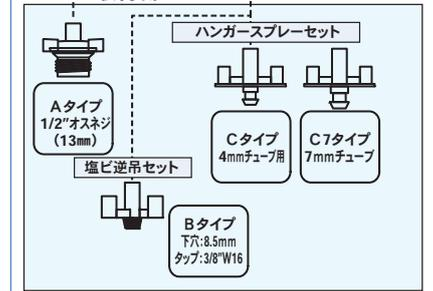 ハンガースプレーセット
Aタイプ
1/2"オスネジ
（13mm）
Cタイプ
4mmチューブ用
C7タイプ
7mmチューブ
塩ビ逆吊セット
Bタイプ
下穴:8.5mm
タップ:3/8"W16